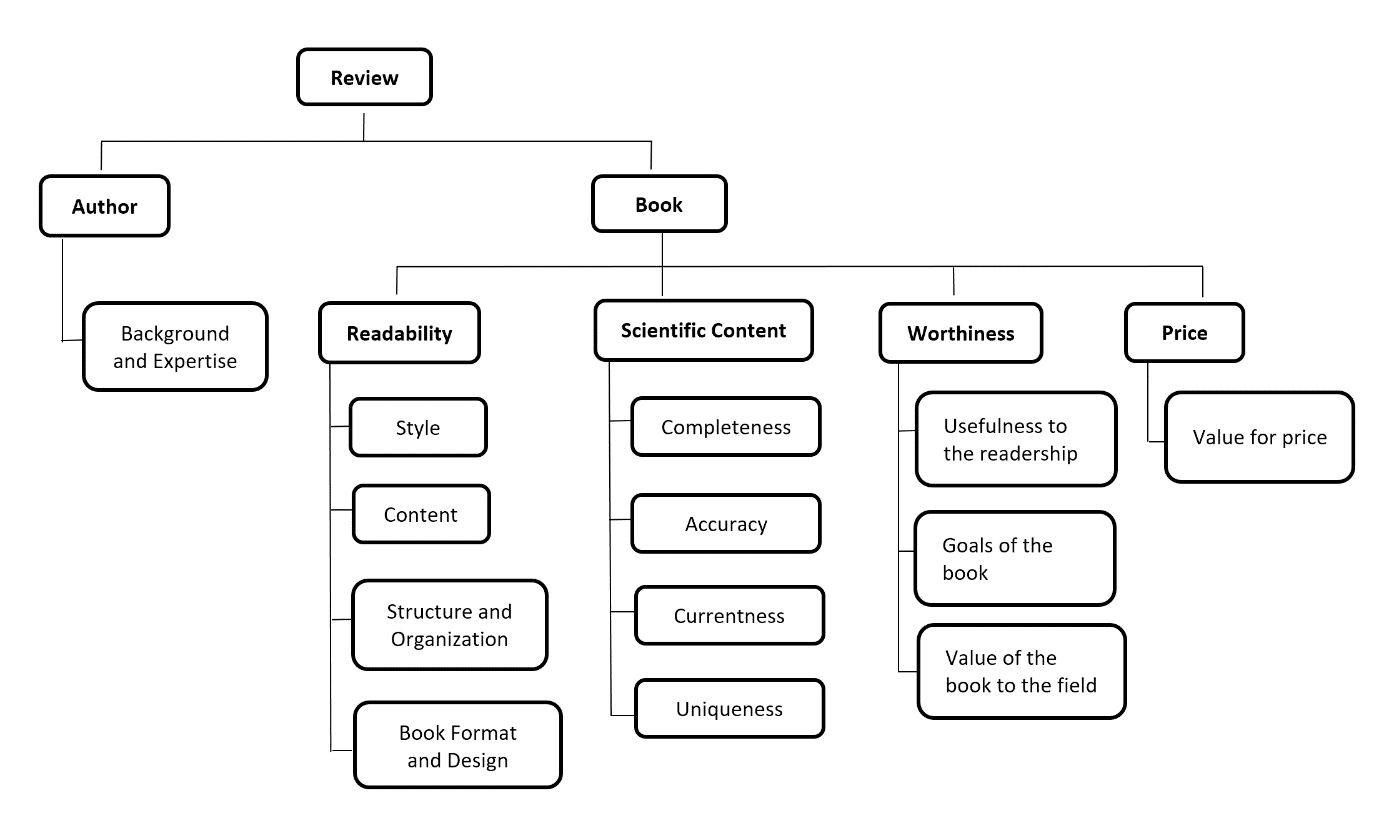 Review
Author
Book
Background
and Expertise
Readability
Scientific Content
Worthiness
Price
Style
Content
Structure and
Organization
Book Format
and Design
Completeness
Accuracy
Currentness
Uniqueness
Usefulness to
the readership
Goals of the
book
Value of the
book to the field
Value for price